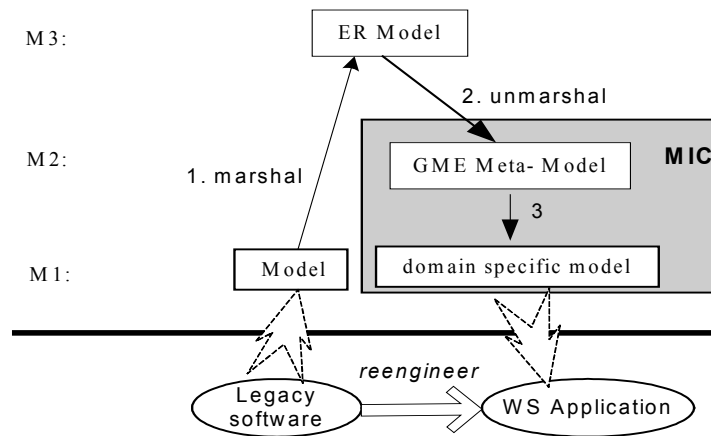 M3:
ER Model
2. unmarshal
M2:
GME Meta- Model
MIC
1. marshal
3
M1:
Model
domain specific model
reengineer
Legacy
software
WS Application